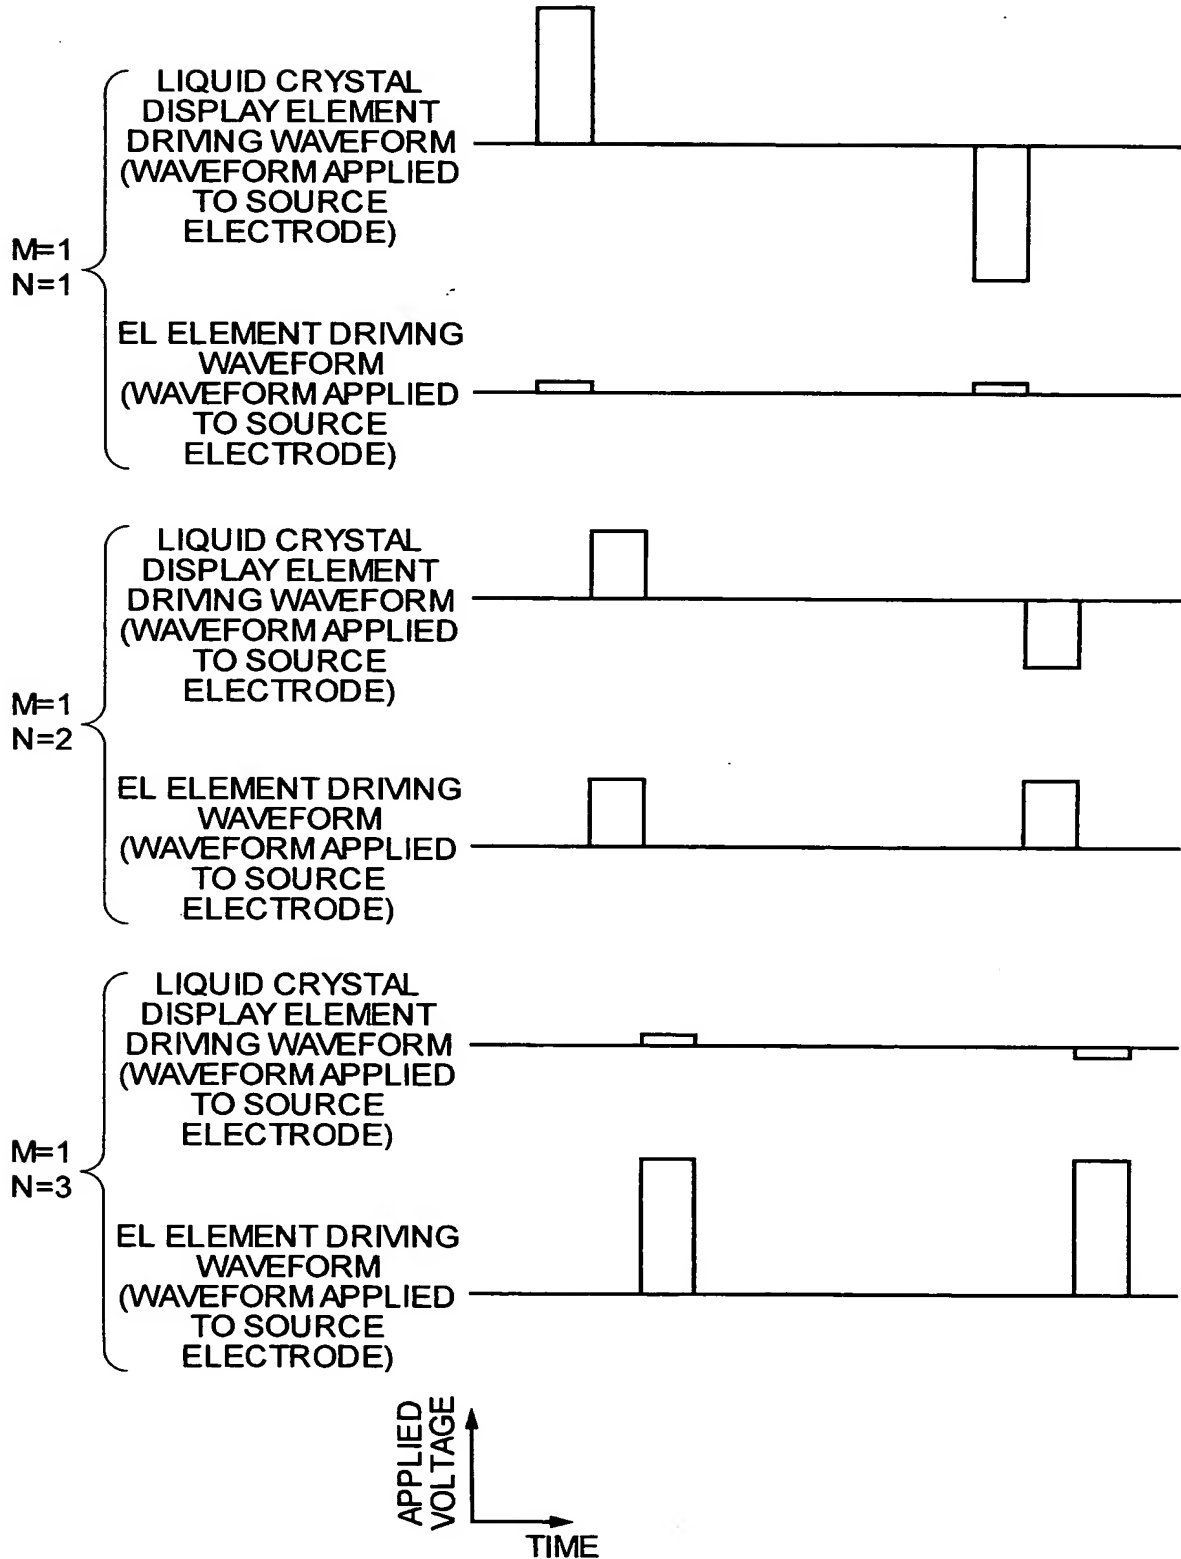 LIQUID CRYSTAL
DISPLAY ELEMENT
DRIVING WAVEFORM
(WAVEFORM APPLIED
TO SOURCE
ELECTRODE)
M=1
N=1
EL ELEMENT DRIVING
WAVEFORM
(WAVEFORM APPLIED
TO SOURCE
ELECTRODE)
LIQUID CRYSTAL
DISPLAY ELEMENT
DRIVING WAVEFORM
(WAVEFORM APPLIED
TO SOURCE
ELECTRODE)
M=1
N=2
EL ELEMENT DRIVING
WAVEFORM
(WAVEFORM APPLIED
TO SOURCE
ELECTRODE)
LIQUID CRYSTAL
DISPLAY ELEMENT
DRIVING WAVEFORM
(WAVEFORM APPLIED
TO SOURCE
ELECTRODE)
M=1
N=3
EL ELEMENT DRIVING
WAVEFORM
(WAVEFORM APPLIED
TO SOURCE
ELECTRODE)
APPLIED
VOLTAGE
TIME